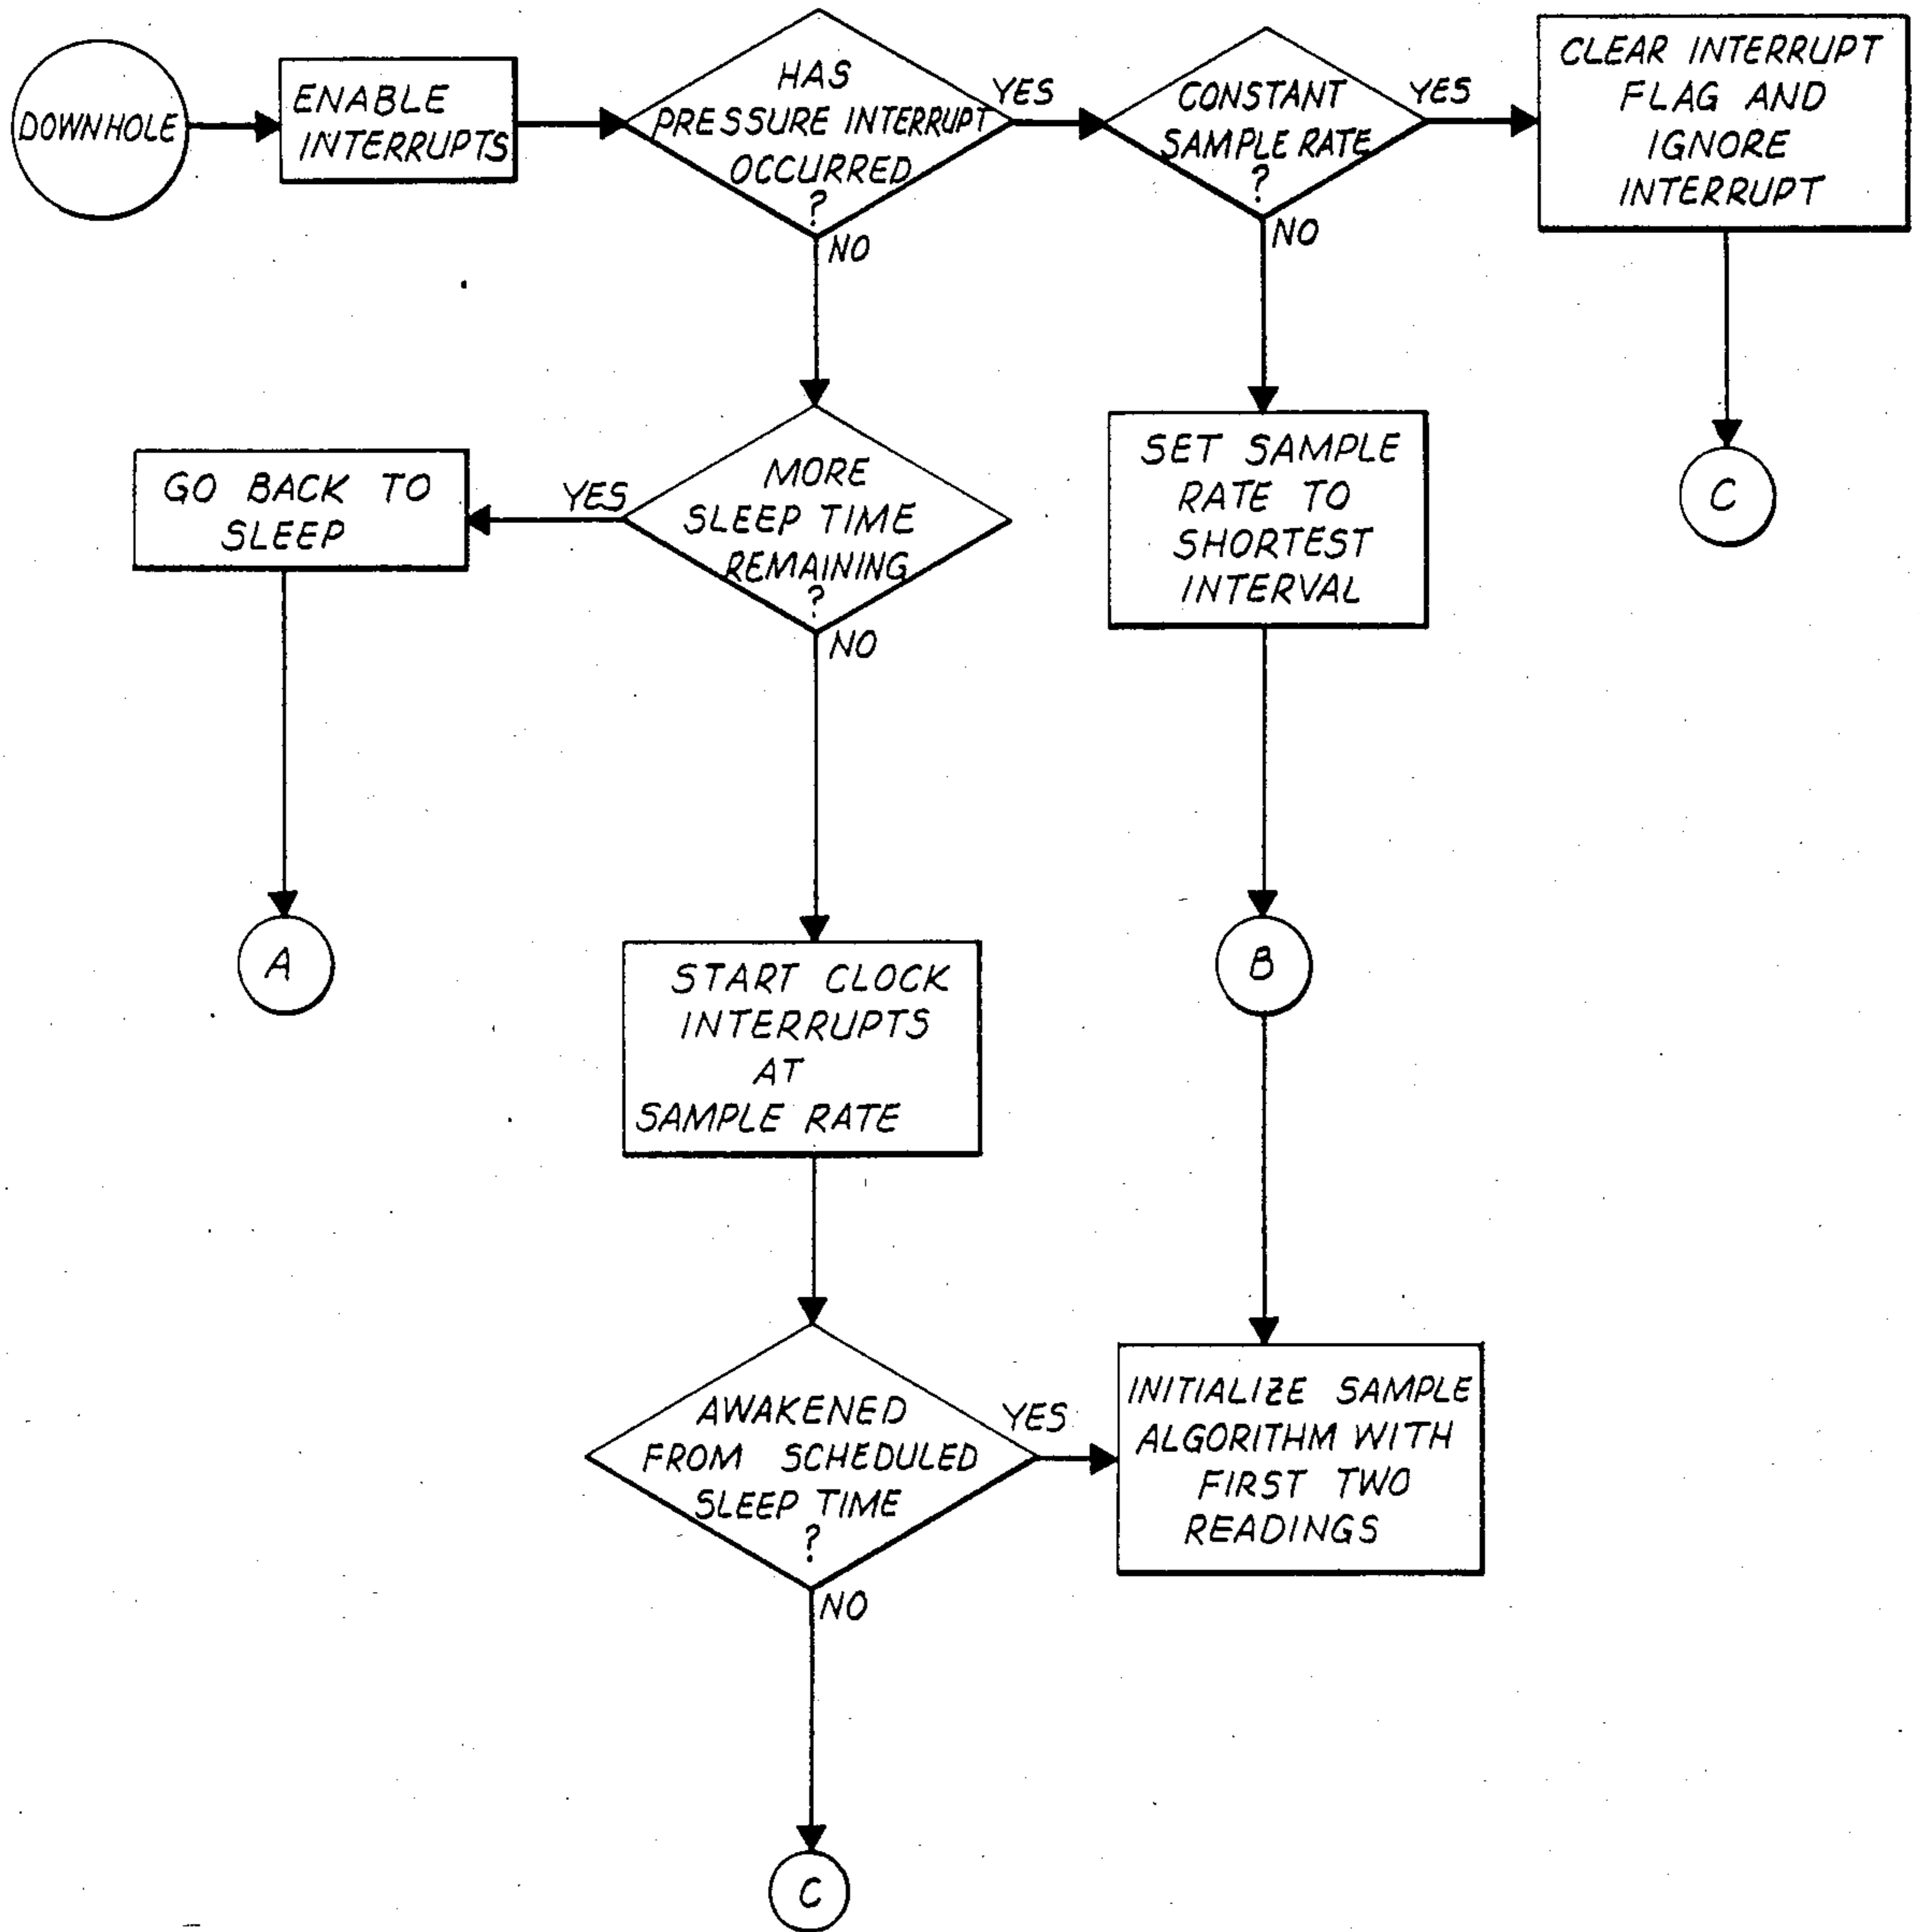 DOWNHOLE
ENABLE
INTERRUPTS
HAS
PRESSURE INTERRUPT
OCCURRED
?
YES
NO
CONSTANT
SAMPLE RATE
?
YES
NO
CLEAR INTERRUPT
FLAG AND
IGNORE
INTERRUPT
C
GO BACK TO
SLEEP
YES
MORE
SLEEP TIME
REMAINING
?
NO
SET SAMPLE
RATE TO
SHORTEST
INTERVAL
A
START CLOCK
INTERRUPTS
AT
SAMPLE RATE
B
AWAKENED
FROM SCHEDULED
SLEEP TIME
?
YES
NO
INITIALIZE SAMPLE
ALGORITHM WITH
FIRST TWO
READINGS
C